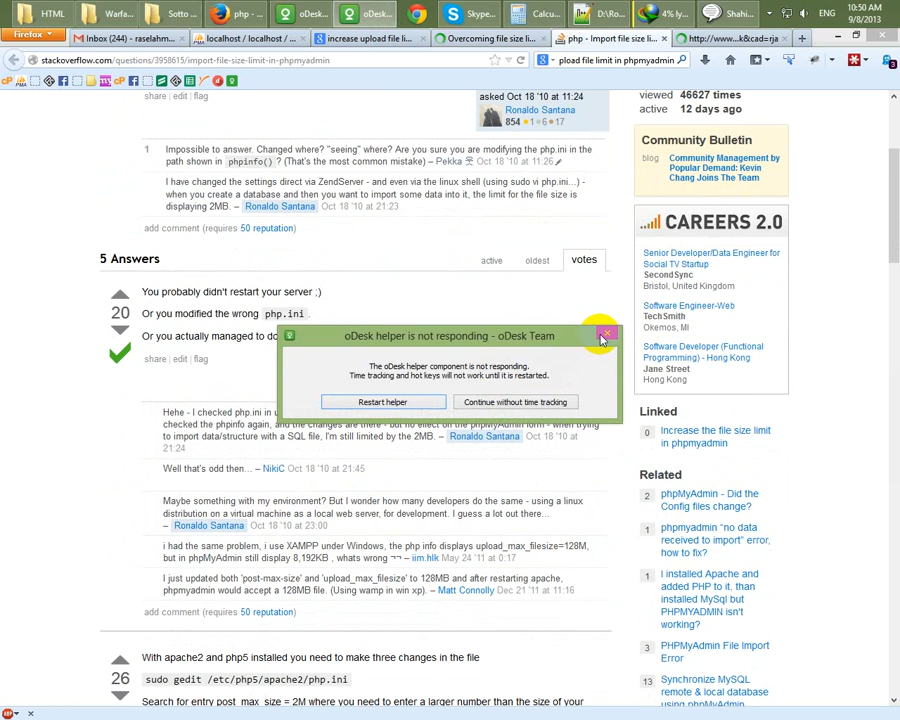 HTML
Warfa...
Sotto ...
php - ...
oDesk...
oDesk...
Skype...
Calcu...
D:\Ro...
4% ly...
Shahi...
ENG
10:50 AM
9/8/2013
Firefox
Inbox (244) - raselahm...
localhost / localhost / ...
increase upload file li...
Overcoming file size li...
php - Import file size li...
http://www...k&cad=rja
stackoverflow.com/questions/3958615/import-file-size-limit-in-phpmyadmin
pload file limit in phpmyadmin
share | edit | flag
asked Oct 18 '10 at 11:24
Ronaldo Santana
854 1 6 17
viewed 46627 times
active 12 days ago
1 Impossible to answer. Changed where? "seeing" where? Are you sure you are modifying the php.ini in the
path shown in phpinfo() ? (That's the most common mistake) – Pekka 웃 Oct 18 '10 at 11:26
I have changed the settings direct via ZendServer - and even via the linux shell (using sudo vi php.ini...) -
when you create a database and then you want to import some data into it, the limit for the file size is
displaying 2MB. – Ronaldo Santana Oct 18 '10 at 21:23
add comment (requires 50 reputation)
5 Answers
active oldest votes
20
You probably didn't restart your server ;)
Or you modified the wrong php.ini .
Or you actually managed to do
share | edit | flag
oDesk helper is not responding - oDesk Team
The oDesk helper component is not responding.
Time tracking and hot keys will not work until it is restarted.
Restart helper
Continue without time tracking
Hehe - I checked php.ini in u
checked the phpinfo again, and the changes are there - but no effect on the phpMyAdmin form - when trying
to import data/structure with a SQL file, I'm still limited by the 2MB. – Ronaldo Santana Oct 18 '10 at
21:24
Well that's odd then... – NikiC Oct 18 '10 at 21:45
Maybe something with my environment? But I wonder how many developers do the same - using a linux
distribution on a virtual machine as a local web server, for development. I guess a lot out there...
– Ronaldo Santana Oct 18 '10 at 23:00
i had the same problem, i use XAMPP under Windows, the php info displays upload_max_filesize=128M,
but in phpMyAdmin still display 8,192KB , whats wrong ¬¬ – iim.hlk May 24 '11 at 0:17
I just updated both 'post-max-size' and 'upload_max_filesize' to 128MB and after restarting apache,
phpmyadmin would accept a 128MB file. (Using wamp in win xp). – Matt Connolly Dec 21 '11 at 11:16
add comment (requires 50 reputation)
26
With apache2 and php5 installed you need to make three changes in the file
sudo gedit /etc/php5/apache2/php.ini
Search for entry post_max_size = 2M where you need to enter a larger number than the size of your
Community Bulletin
blog Community Management by
Popular Demand: Kevin
Chang Joins The Team
CAREERS 2.0
Senior Developer/Data Engineer for
Social TV Startup
SecondSync
Bristol, United Kingdom
Software Engineer-Web
TechSmith
Okemos, MI
Software Developer (Functional
Programming) - Hong Kong
Jane Street
Hong Kong
Linked
0 Increase the file size limit
in phpmyadmin
Related
2 phpMyAdmin - Did the
Config files change?
1 phpmyadmin "no data
received to import" error,
how to fix?
1 I installed Apache and
added PHP to it, than
installed MySql but
PHPMYADMIN isn't
working?
3 PHPMyAdmin File Import
Error
13 Synchronize MySQL
remote & local database
using phpmyadmin